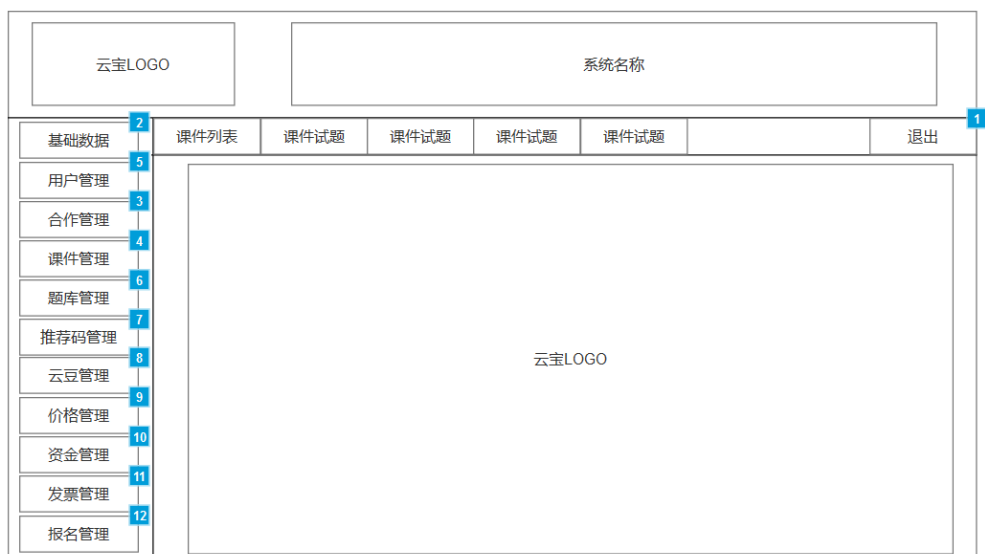 云宝LOGO
系统名称
1
2
基础数据
课件列表 课件试题 课件试题 课件试题 课件试题 退出
5
用户管理
3
合作管理
4
课件管理
6
题库管理
7
推荐码管理
8
云豆管理
云宝LOGO
9
价格管理
10
资金管理
11
发票管理
12
报名管理